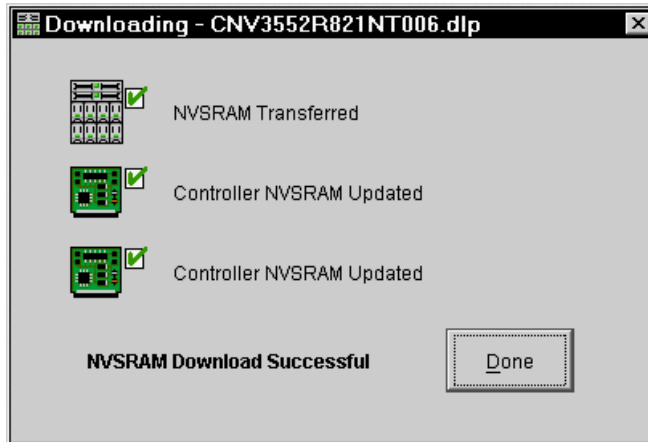 Downloading - CNV3552R821NT006.dlp
NVSRAM Transferred
Controller NVSRAM Updated
Controller NVSRAM Updated
NVSRAM Download Successful
Done